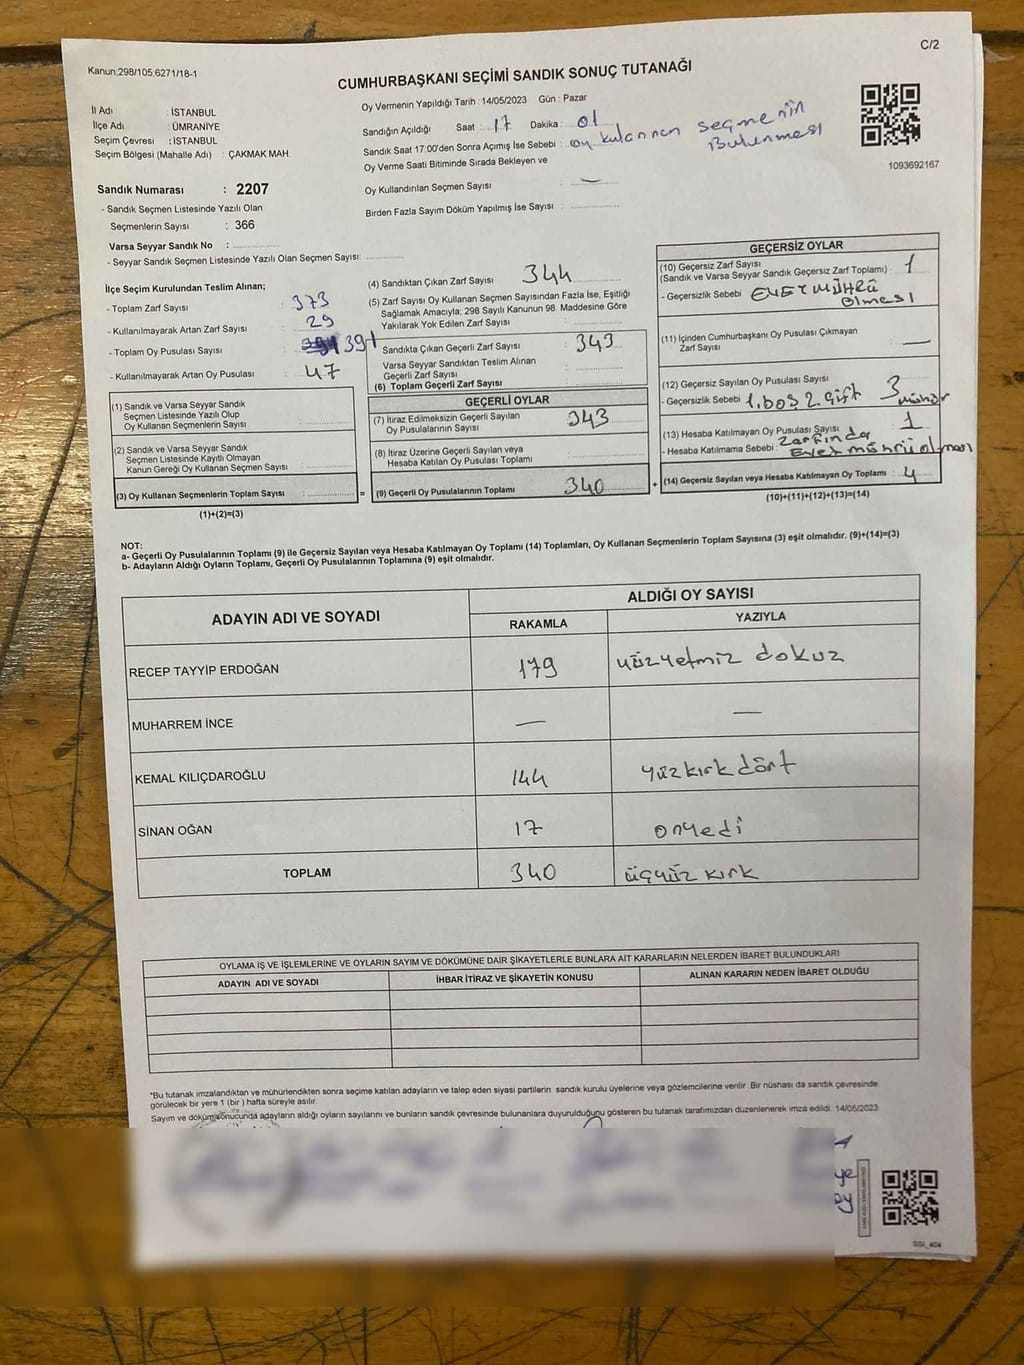 C/2
Kanun:298/105;6271/18-1
CUMHURBAŞKANI SEÇİMİ SANDIK SONUÇ TUTANAĞI
İl Adı : İSTANBUL
İlçe Adı : ÜMRANİYE
Seçim Çevresi : İSTANBUL
Seçim Bölgesi (Mahalle Adı) : ÇAKMAK MAH.
Oy Vermenin Yapıldığı Tarih : 14/05/2023 Gün : Pazar
Sandığın Açıldığı Saat : 17 Dakika : 01
Sandık Saat 17:00'den Sonra Açımış İse Sebebi : oy kulanan seçmenin Bulunması
Oy Verme Saati Bitiminde Sırada Bekleyen ve
Oy Kullandırılan Seçmen Sayısı : —
Birden Fazla Sayım Döküm Yapılmış İse Sayısı :
1093692167
Sandık Numarası : 2207
- Sandık Seçmen Listesinde Yazılı Olan
Seçmenlerin Sayısı : 366
Varsa Seyyar Sandık No :
- Seyyar Sandık Seçmen Listesinde Yazılı Olan Seçmen Sayısı:
İlçe Seçim Kurulundan Teslim Alınan;
- Toplam Zarf Sayısı : 373
- Kullanılmayarak Artan Zarf Sayısı : 29
- Toplam Oy Pusulası Sayısı : 391
- Kullanılmayarak Artan Oy Pusulası : 47
(1) Sandık ve Varsa Seyyar Sandık
Seçmen Listesinde Yazılı Olup
Oy Kullanan Seçmenlerin Sayısı :
(2) Sandık ve Varsa Seyyar Sandık
Seçmen Listesinde Kayıtlı Olmayan
Kanun Gereği Oy Kullanan Seçmen Sayısı :
(3) Oy Kullanan Seçmenlerin Toplam Sayısı : =
(1)+(2)=(3)
(4) Sandıktan Çıkan Zarf Sayısı : 344
(5) Zarf Sayısı Oy Kullanan Seçmen Sayısından Fazla İse, Eşitliği
Sağlamak Amacıyla; 298 Sayılı Kanunun 98. Maddesine Göre
Yakılarak Yok Edilen Zarf Sayısı :
Sandıkta Çıkan Geçerli Zarf Sayısı : 343
Varsa Seyyar Sandıktan Teslim Alınan
Geçerli Zarf Sayısı :
(6) Toplam Geçerli Zarf Sayısı :
GEÇERLİ OYLAR
(7) İtiraz Edilmeksizin Geçerli Sayılan
Oy Pusulalarının Sayısı : 343
(8) İtiraz Üzerine Geçerli Sayılan veya
Hesaba Katılan Oy Pusulası Toplamı :
(9) Geçerli Oy Pusulalarının Toplamı : 340 +
GEÇERSİZ OYLAR
(10) Geçersiz Zarf Sayısı
(Sandık ve Varsa Seyyar Sandık Geçersiz Zarf Toplamı) : 1
- Geçersizlik Sebebi : EVET MÜHRÜ
olması
(11) İçinden Cumhurbaşkanı Oy Pusulası Çıkmayan
Zarf Sayısı : —
(12) Geçersiz Sayılan Oy Pusulası Sayısı : 3
- Geçersizlik Sebebi : 1.boş 2.çift mühür
(13) Hesaba Katılmayan Oy Pusulası Sayısı : 1
- Hesaba Katılmama Sebebi : Zarfında
Evet mührü olması
(14) Geçersiz Sayılan veya Hesaba Katılmayan Oy Toplamı : 4
(10)+(11)+(12)+(13)=(14)
NOT:
a- Geçerli Oy Pusulalarının Toplamı (9) ile Geçersiz Sayılan veya Hesaba Katılmayan Oy Toplamı (14) Toplamları, Oy Kullanan Seçmenlerin Toplam Sayısına (3) eşit olmalıdır. (9)+(14)=(3)
b- Adayların Aldığı Oyların Toplamı, Geçerli Oy Pusulalarının Toplamına (9) eşit olmalıdır.
ADAYIN ADI VE SOYADI
ALDIĞI OY SAYISI
RAKAMLA YAZIYLA
RECEP TAYYİP ERDOĞAN 179 yüzyetmiz dokuz
MUHARREM İNCE — —
KEMAL KILIÇDAROĞLU 144 yüzkırk dört
SİNAN OĞAN 17 onyedi
TOPLAM 340 üçyüz kırk
OYLAMA İŞ VE İŞLEMLERİNE VE OYLARIN SAYIM VE DÖKÜMÜNE DAİR ŞİKAYETLERLE BUNLARA AİT KARARLARIN NELERDEN İBARET BULUNDUKLARI
ADAYIN ADI VE SOYADI İHBAR İTİRAZ VE ŞİKAYETİN KONUSU ALINAN KARARIN NEDEN İBARET OLDUĞU
*Bu tutanak imzalandıktan ve mühürlendikten sonra seçime katılan adayların ve talep eden siyasi partilerin sandık kurulu üyelerine veya gözlemcilerine verilir. Bir nüshası da sandık çevresinde
görülecek bir yere 1 (bir) hafta süreyle asılır.
Sayım ve döküm sonucunda adayların aldığı oyların sayılarını ve bunların sandık çevresinde bulunanlara duyurulduğunu gösteren bu tutanak tarafımızdan düzenlenerek imza edildi. 14/05/2023
SSI_404